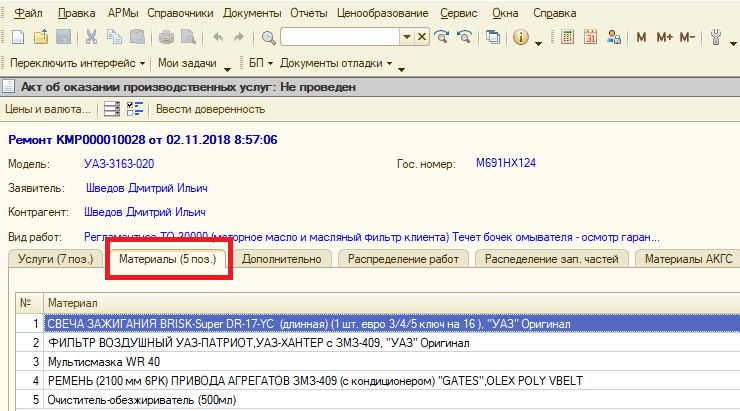 Файл Правка АРМы Справочники Документы Отчеты Ценообразование Сервис Окна Справка
M M+ M−
Переключить интерфейс Мои задачи БП Документы отладки
Акт об оказании производственных услуг: Не проведен
Цены и валюта... Ввести доверенность
Ремонт КМР000010028 от 02.11.2018 8:57:06
Модель: УАЗ-3163-020 Гос. номер: М691НХ124
Заявитель: Шведов Дмитрий Ильич
Контрагент: Шведов Дмитрий Ильич
Вид работ: Регламентное ТО-30000 (моторное масло и масляный фильтр клиента) Течет бочек омывателя - осмотр гаран...
Услуги (7 поз.) Материалы (5 поз.) Дополнительно Распределение работ Распеделение зап. частей Материалы АКГС
№ Материал
1 СВЕЧА ЗАЖИГАНИЯ BRISK-Super DR-17-YC (длинная) (1 шт. евро 3/4/5 ключ на 16 ), "УАЗ" Оригинал
2 ФИЛЬТР ВОЗДУШНЫЙ УАЗ-ПАТРИОТ,УАЗ-ХАНТЕР с ЗМЗ-409, "УАЗ" Оригинал
3 Мультисмазка WR 40
4 РЕМЕНЬ (2100 мм 6РК) ПРИВОДА АГРЕГАТОВ ЗМЗ-409 (с кондиционером) "GATES",OLEX POLY VBELT
5 Очиститель-обезжириватель (500мл)